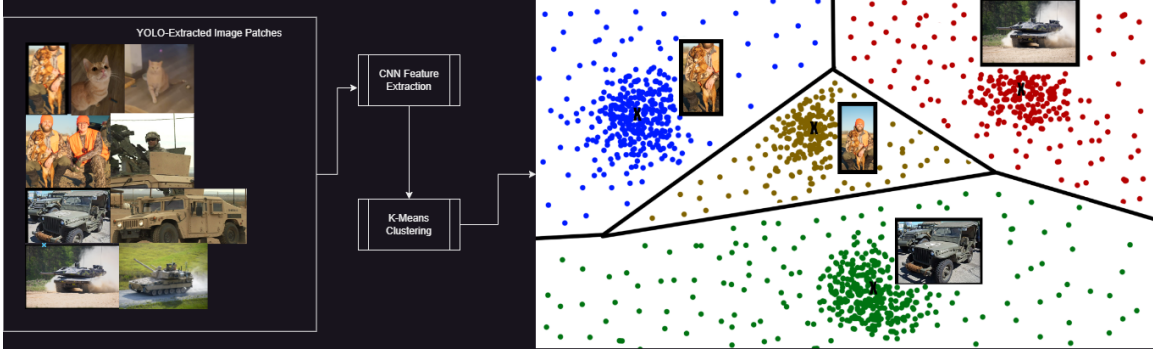 YOLO-Extracted Image Patches
CNN Feature
Extraction
K-Means
Clustering
X
X
X
X